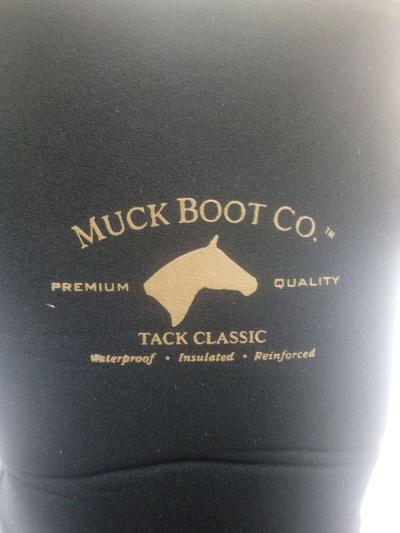 MUCK BOOT CO.™
PREMIUM QUALITY
TACK CLASSIC
Waterproof • Insulated • Reinforced